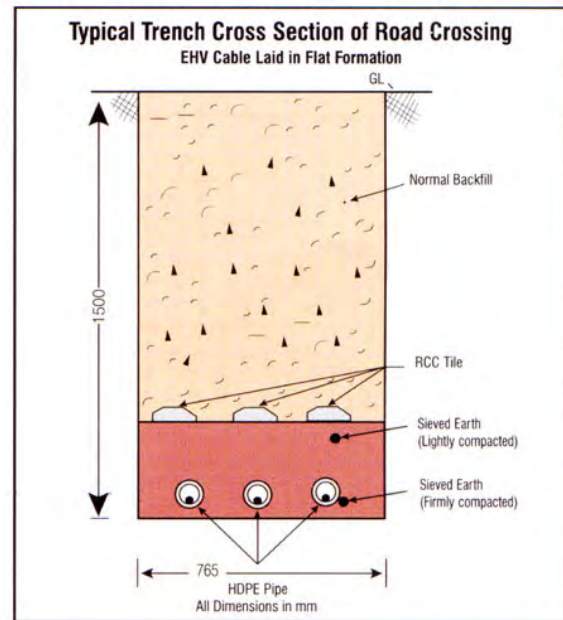 Typical Trench Cross Section of Road Crossing
EHV Cable Laid in Flat Formation
GL
Normal Backfill
1500
RCC Tile
Sieved Earth
(Lightly compacted)
Sieved Earth
(Firmly compacted)
765
HDPE Pipe
All Dimensions in mm